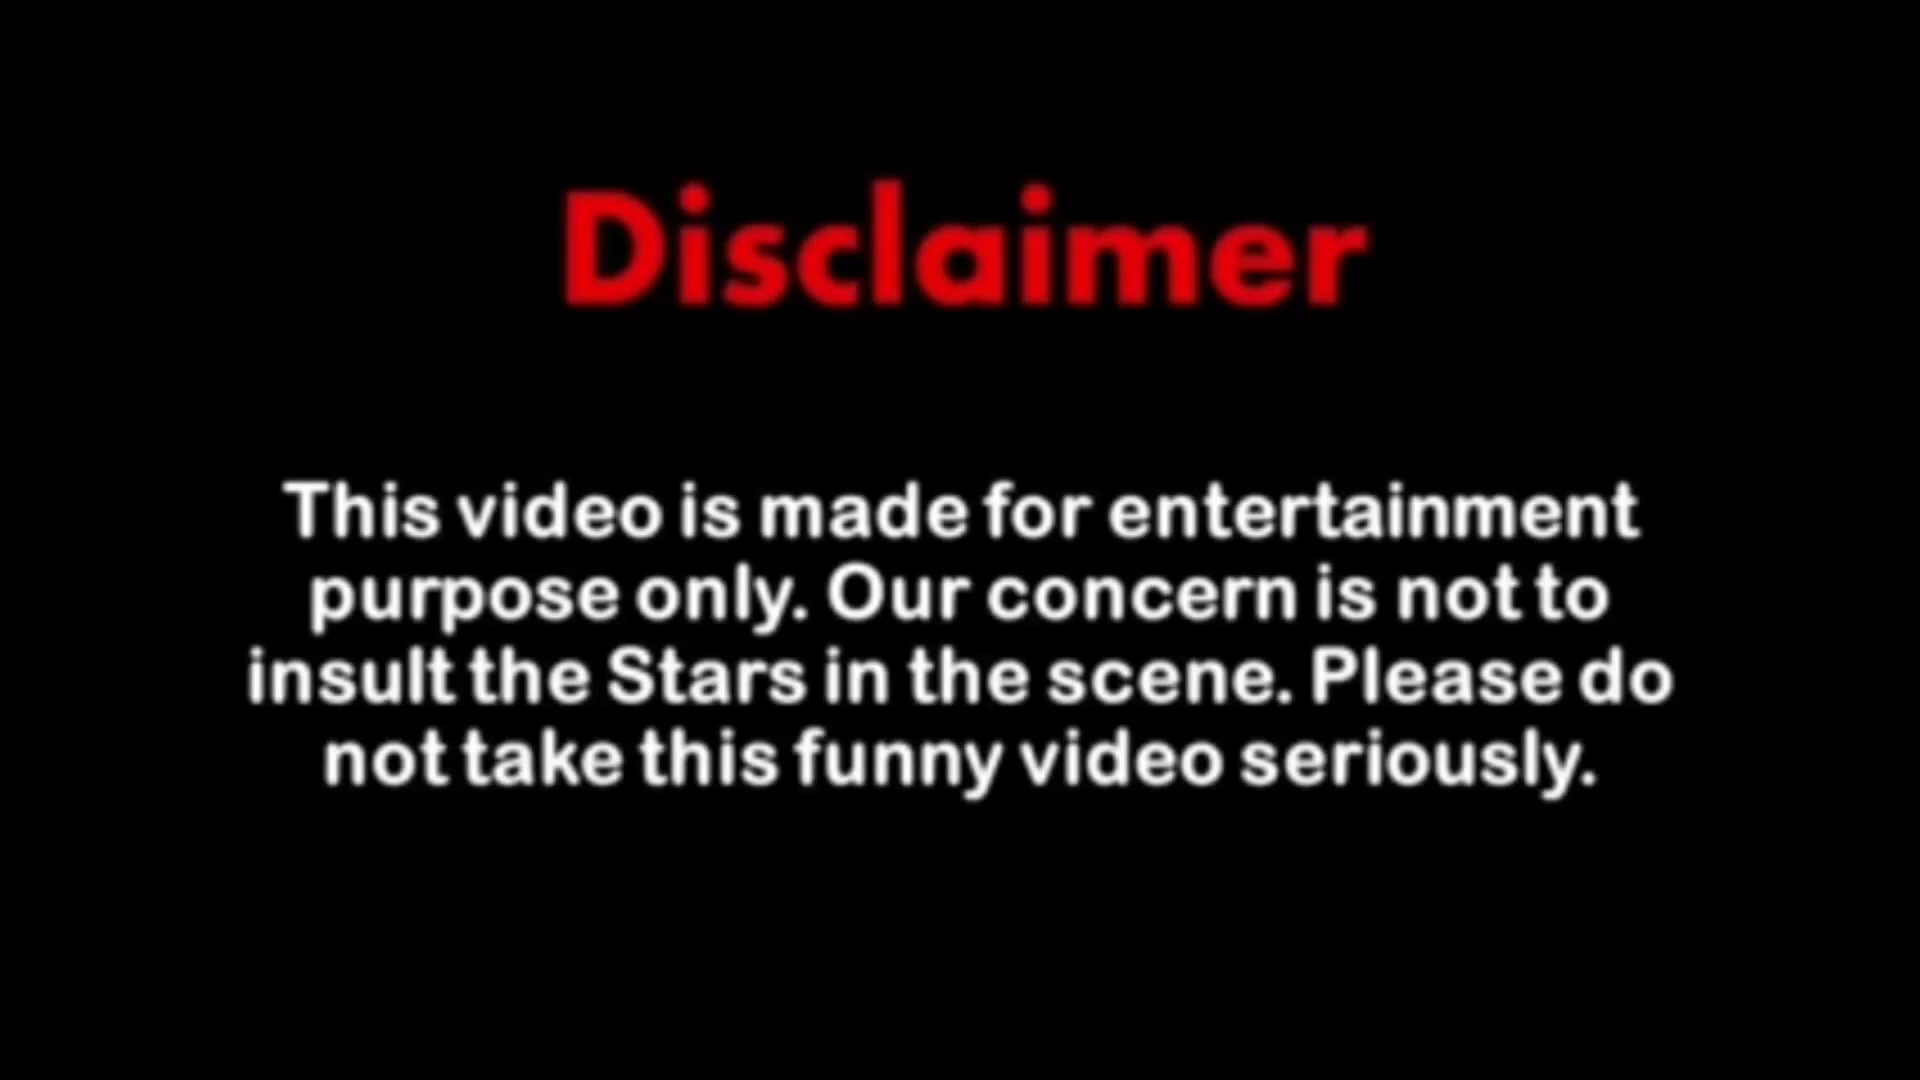 Disclaimer
This video is made for entertainment
purpose only. Our concern is not to
insult the Stars in the scene. Please do
not take this funny video seriously.